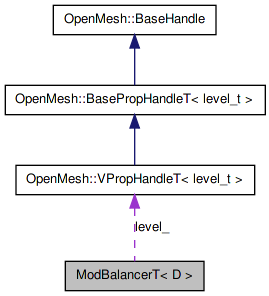 OpenMesh::BaseHandle
OpenMesh::BasePropHandleT< level_t >
OpenMesh::VPropHandleT< level_t >
level_
ModBalancerT< D >